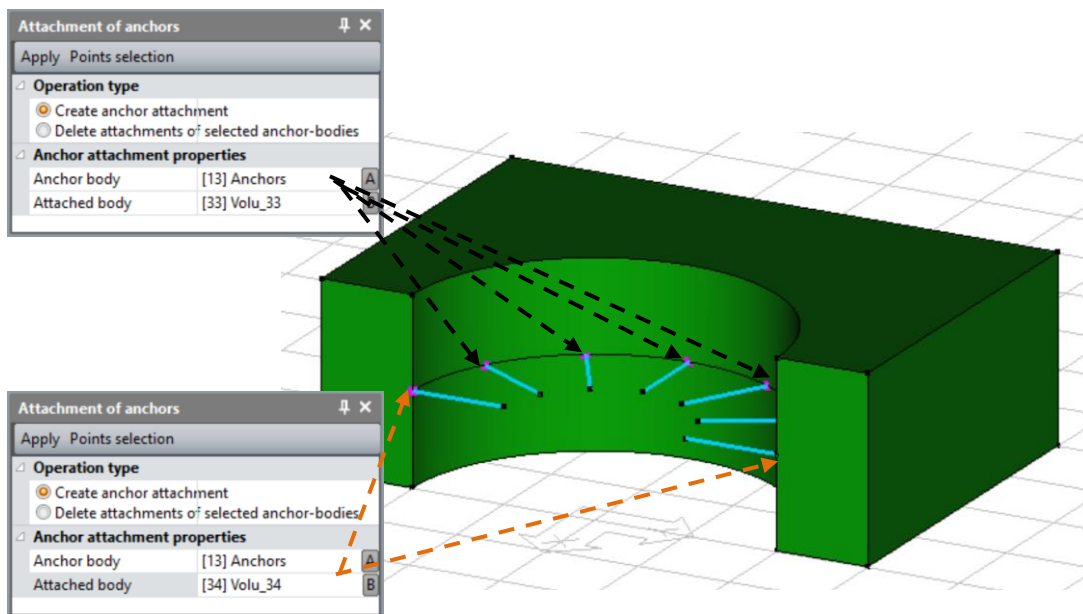 Attachment of anchors
Apply Points selection
Operation type
Create anchor attachment
Delete attachments of selected anchor-bodies
Anchor attachment properties
Anchor body [13] Anchors A
Attached body [33] Volu_33 B
Attachment of anchors
Apply Points selection
Operation type
Create anchor attachment
Delete attachments of selected anchor-bodies
Anchor attachment properties
Anchor body [13] Anchors A
Attached body [34] Volu_34 B